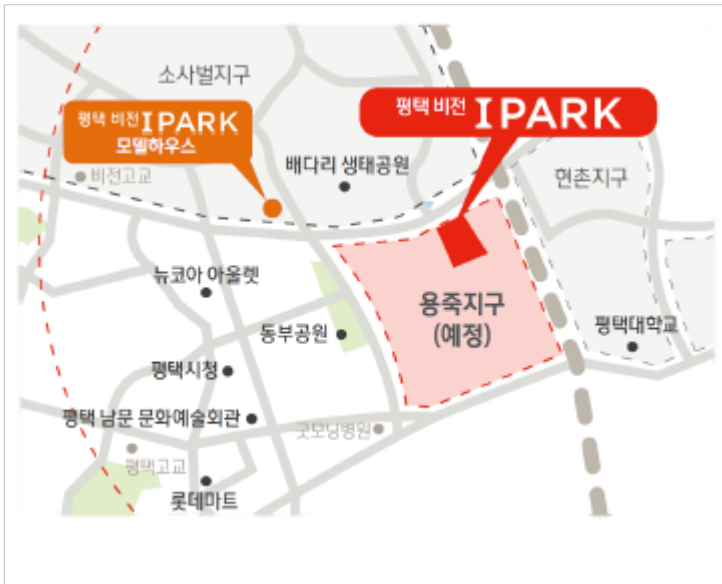 소사벌지구
평택 비전 IPARK
평택 비전 IPARK
모델하우스
비전고교
배다리 생태공원
현촌지구
뉴코아 아울렛
용죽지구
(예정)
동부공원
평택대학교
평택시청
평택 남문 문화예술회관
굿모닝병원
평택고교
롯데마트